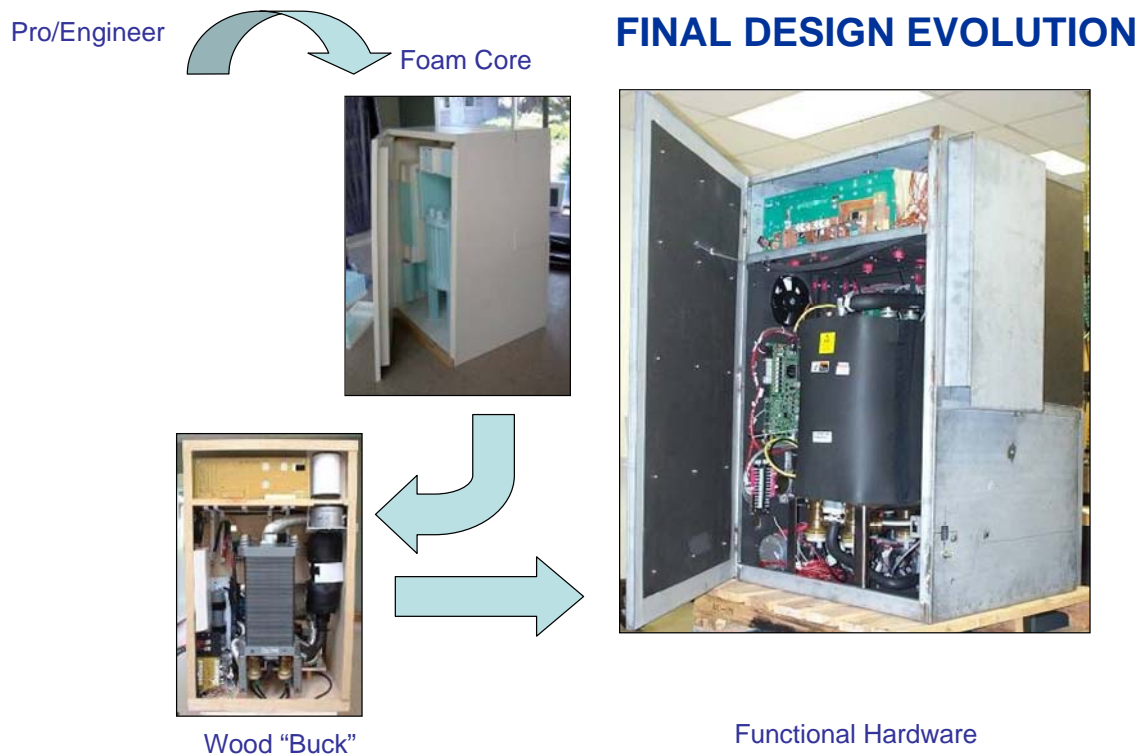 Pro/Engineer
FINAL DESIGN EVOLUTION
Foam Core
Wood “Buck”
Functional Hardware